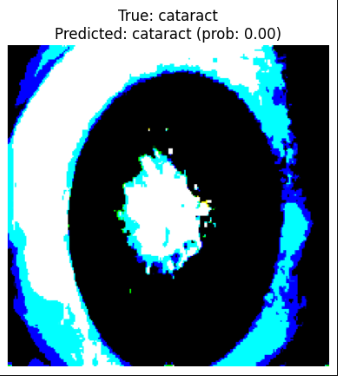 True: cataract
Predicted: cataract (prob: 0.00)